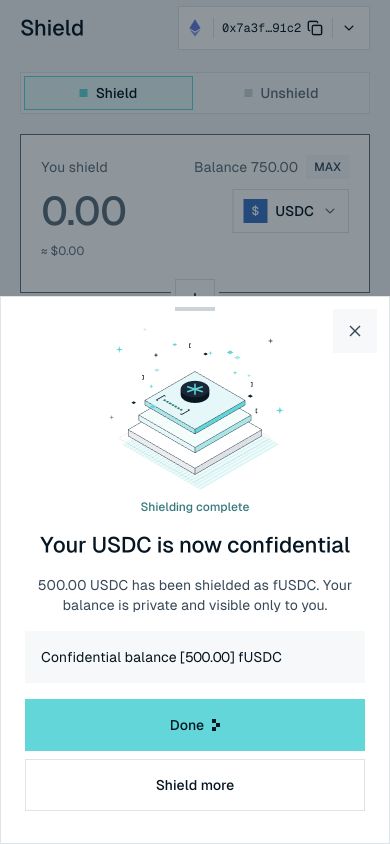 Shield
0x7a3f…91c2
Shield
Unshield
You shield
Balance 750.00
MAX
0.00
$
USDC
≈ $0.00
Shielding complete
Your USDC is now confidential
500.00 USDC has been shielded as fUSDC. Your
balance is private and visible only to you.
Confidential balance [500.00] fUSDC
Done
Shield more